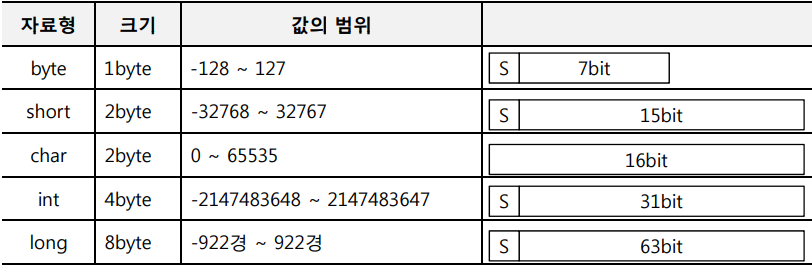 자료형 크기 값의 범위
byte 1byte -128 ~ 127 S 7bit
short 2byte -32768 ~ 32767 S 15bit
char 2byte 0 ~ 65535 16bit
int 4byte -2147483648 ~ 2147483647 S 31bit
long 8byte -922경 ~ 922경 S 63bit